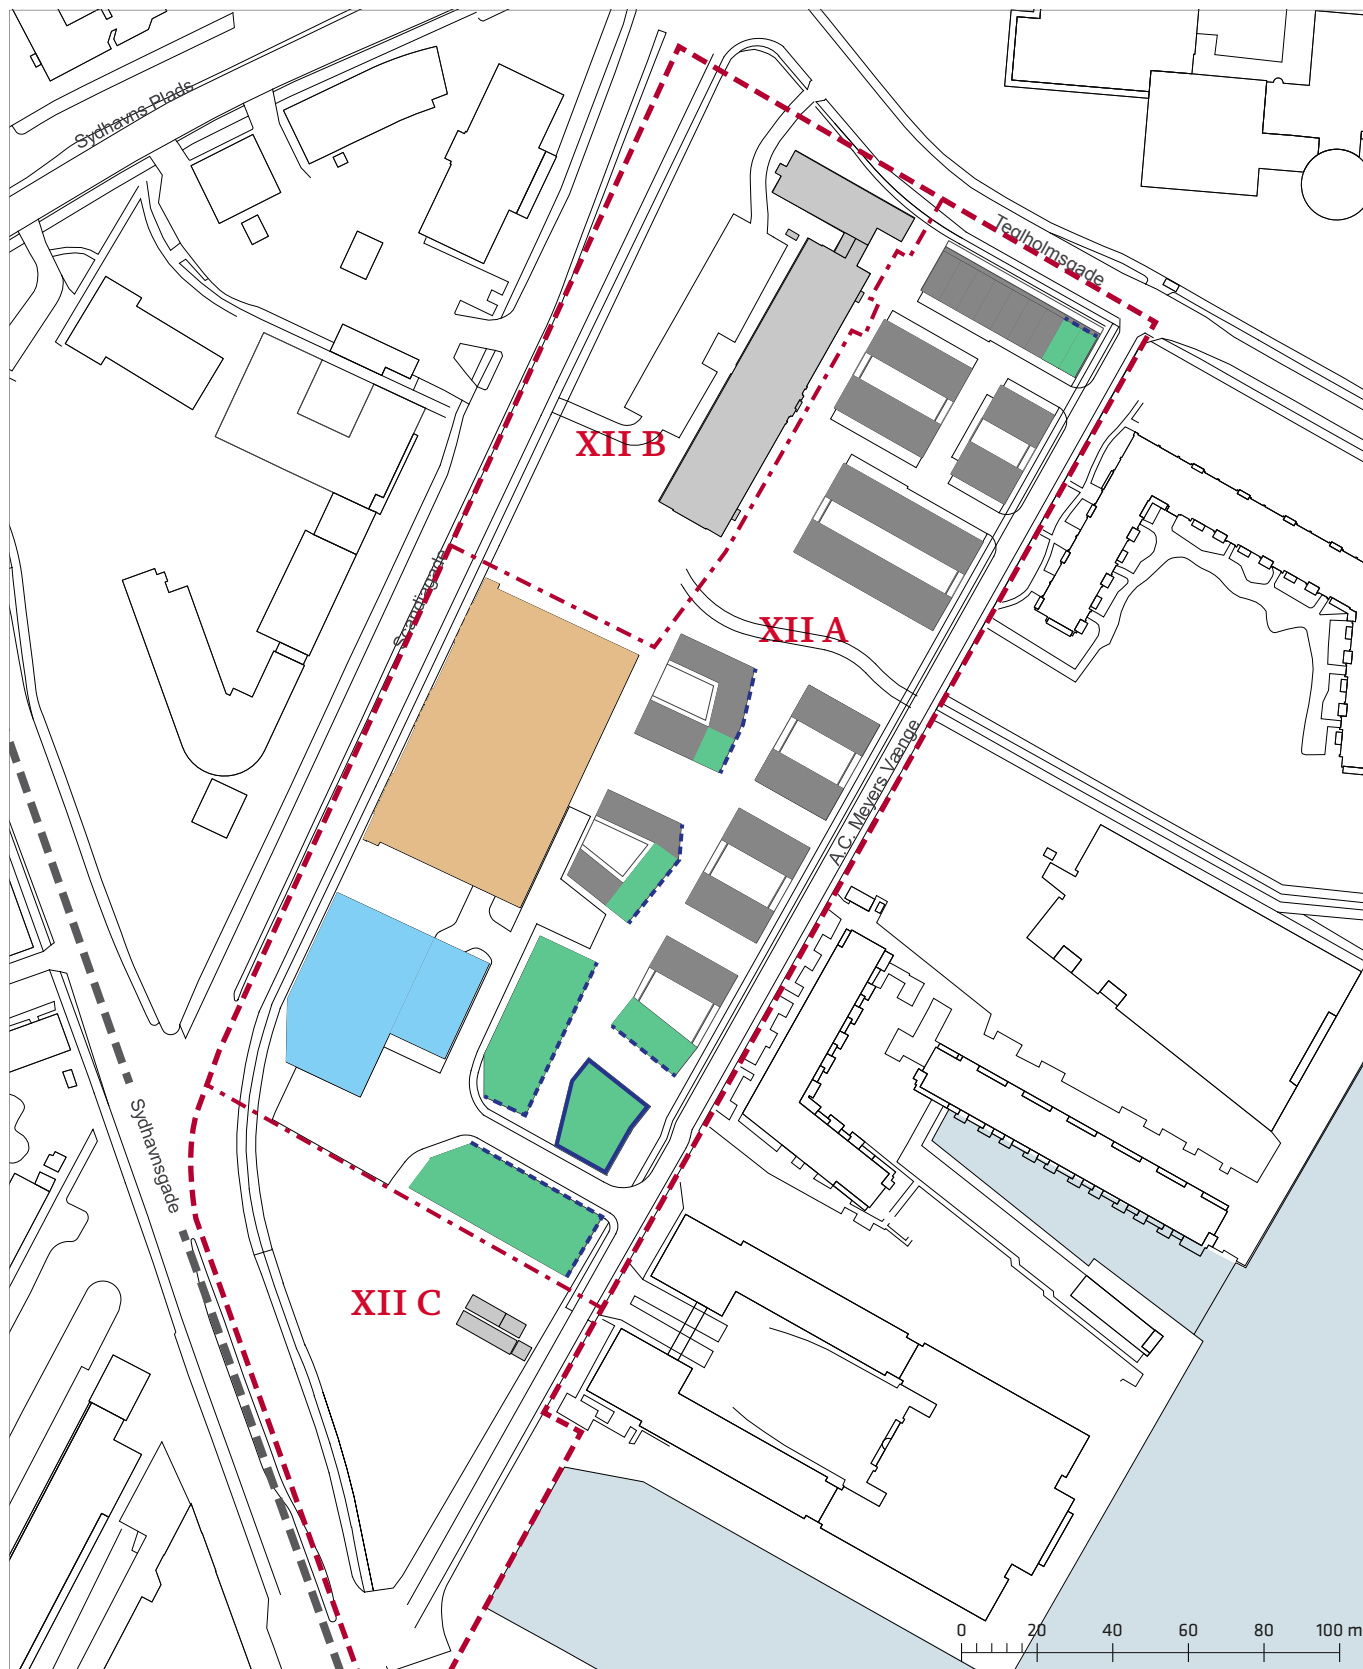 Sydhavns Plads
Teglholmsgade
XII B
Scandiagade
XII A
A.C. Meyers Vænge
Sydhavnsgade
XII C
0 20 40 60 80 100 m